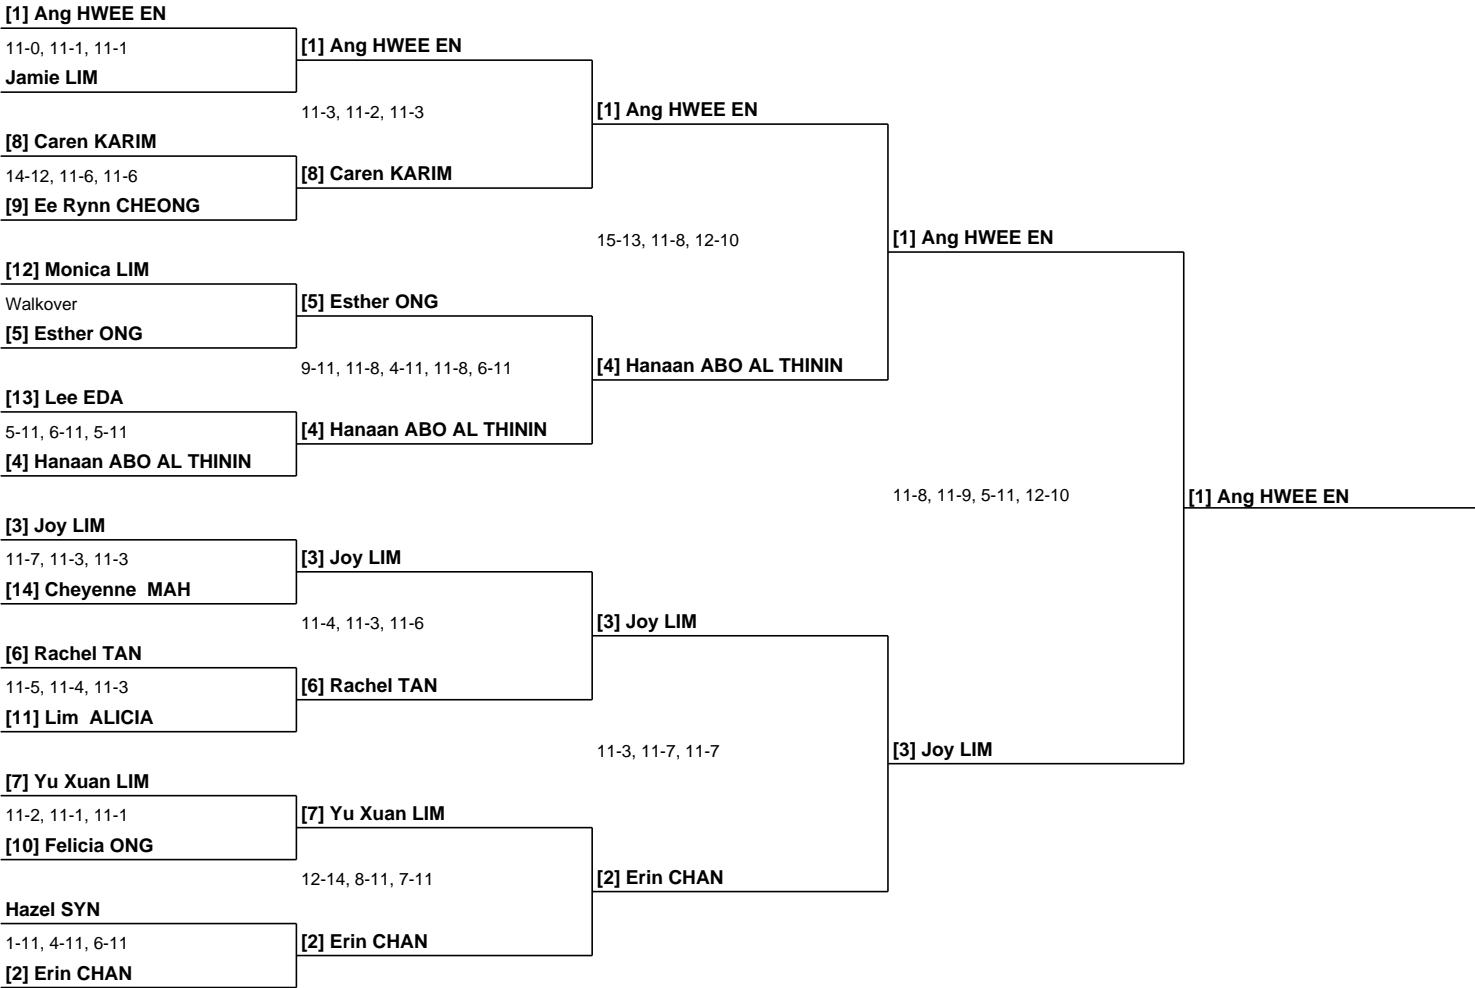 [1] Ang HWEE EN
11-0, 11-1, 11-1
Jamie LIM
[8] Caren KARIM
14-12, 11-6, 11-6
[9] Ee Rynn CHEONG
[12] Monica LIM
Walkover
[5] Esther ONG
[13] Lee EDA
5-11, 6-11, 5-11
[4] Hanaan ABO AL THININ
[3] Joy LIM
11-7, 11-3, 11-3
[14] Cheyenne  MAH
[6] Rachel TAN
11-5, 11-4, 11-3
[11] Lim  ALICIA
[7] Yu Xuan LIM
11-2, 11-1, 11-1
[10] Felicia ONG
Hazel SYN
1-11, 4-11, 6-11
[2] Erin CHAN
[1] Ang HWEE EN
11-3, 11-2, 11-3
[8] Caren KARIM
[5] Esther ONG
9-11, 11-8, 4-11, 11-8, 6-11
[4] Hanaan ABO AL THININ
[3] Joy LIM
11-4, 11-3, 11-6
[6] Rachel TAN
[7] Yu Xuan LIM
12-14, 8-11, 7-11
[2] Erin CHAN
[1] Ang HWEE EN
15-13, 11-8, 12-10
[4] Hanaan ABO AL THININ
[3] Joy LIM
11-3, 11-7, 11-7
[2] Erin CHAN
[1] Ang HWEE EN
11-8, 11-9, 5-11, 12-10
[3] Joy LIM
[1] Ang HWEE EN